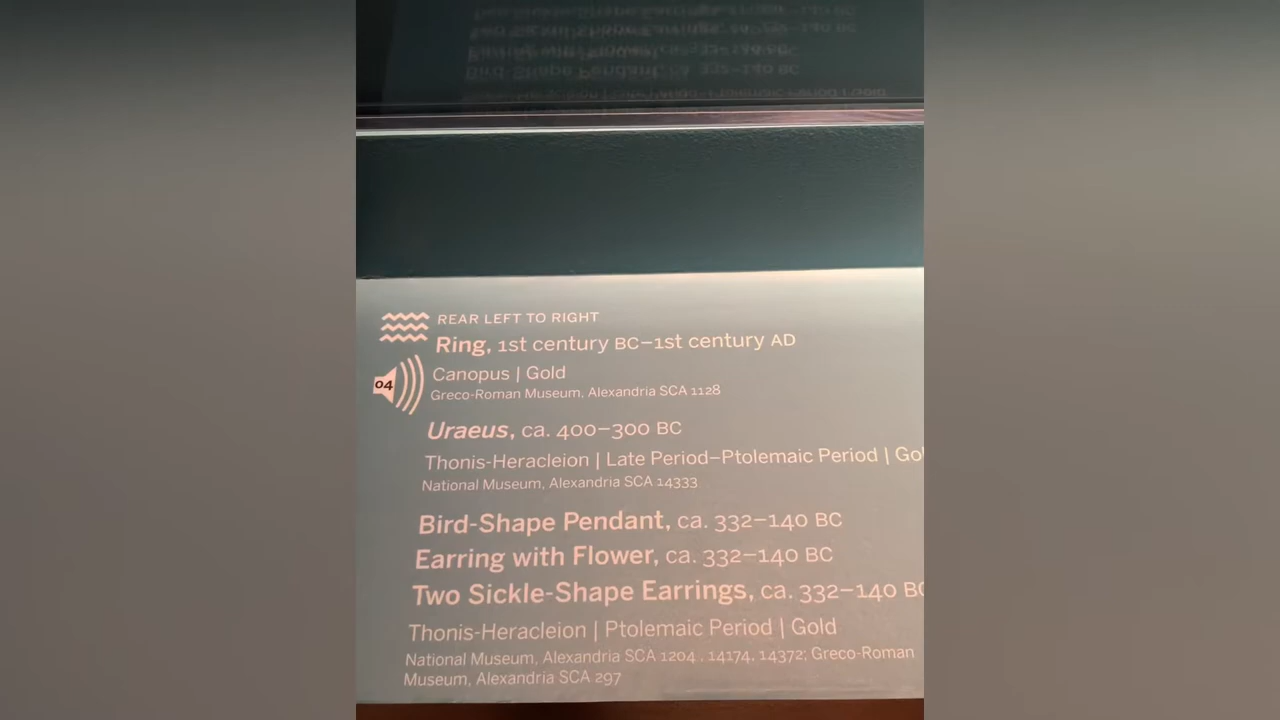 REAR LEFT TO RIGHT
Ring, 1st century BC–1st century AD
04
Canopus | Gold
Greco-Roman Museum, Alexandria SCA 1128
Uraeus, ca. 400–300 BC
Thonis-Heracleion | Late Period–Ptolemaic Period | Go
National Museum, Alexandria SCA 14333
Bird-Shape Pendant, ca. 332–140 BC
Earring with Flower, ca. 332–140 BC
Two Sickle-Shape Earrings, ca. 332–140 BC
Thonis-Heracleion | Ptolemaic Period | Gold
National Museum, Alexandria SCA 1204, 14174, 14372; Greco-Roman
Museum, Alexandria SCA 297